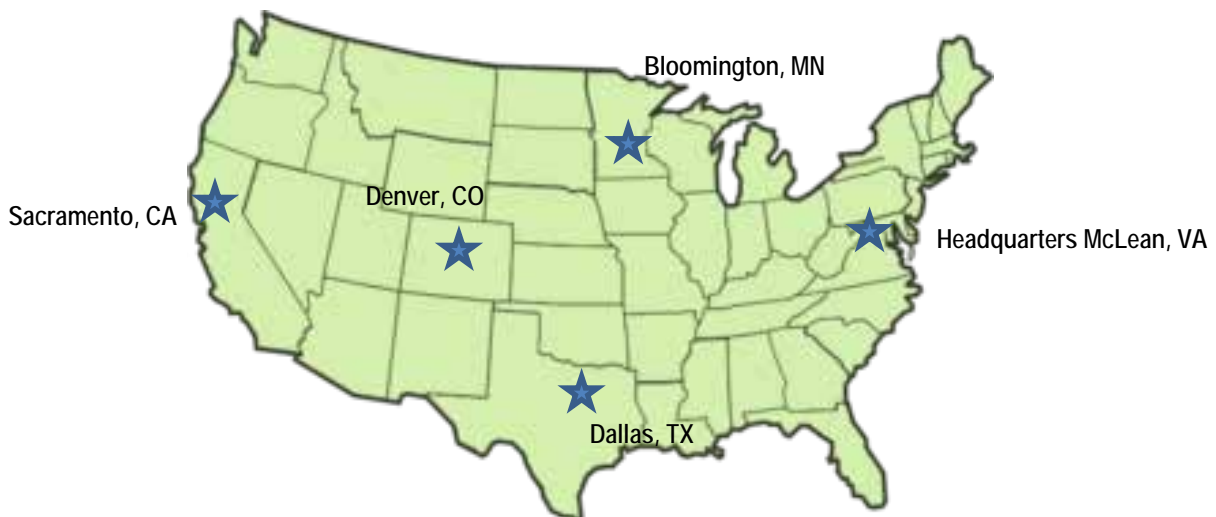 Bloomington, MN
Denver, CO
Sacramento, CA
Headquarters McLean, VA
Dallas, TX